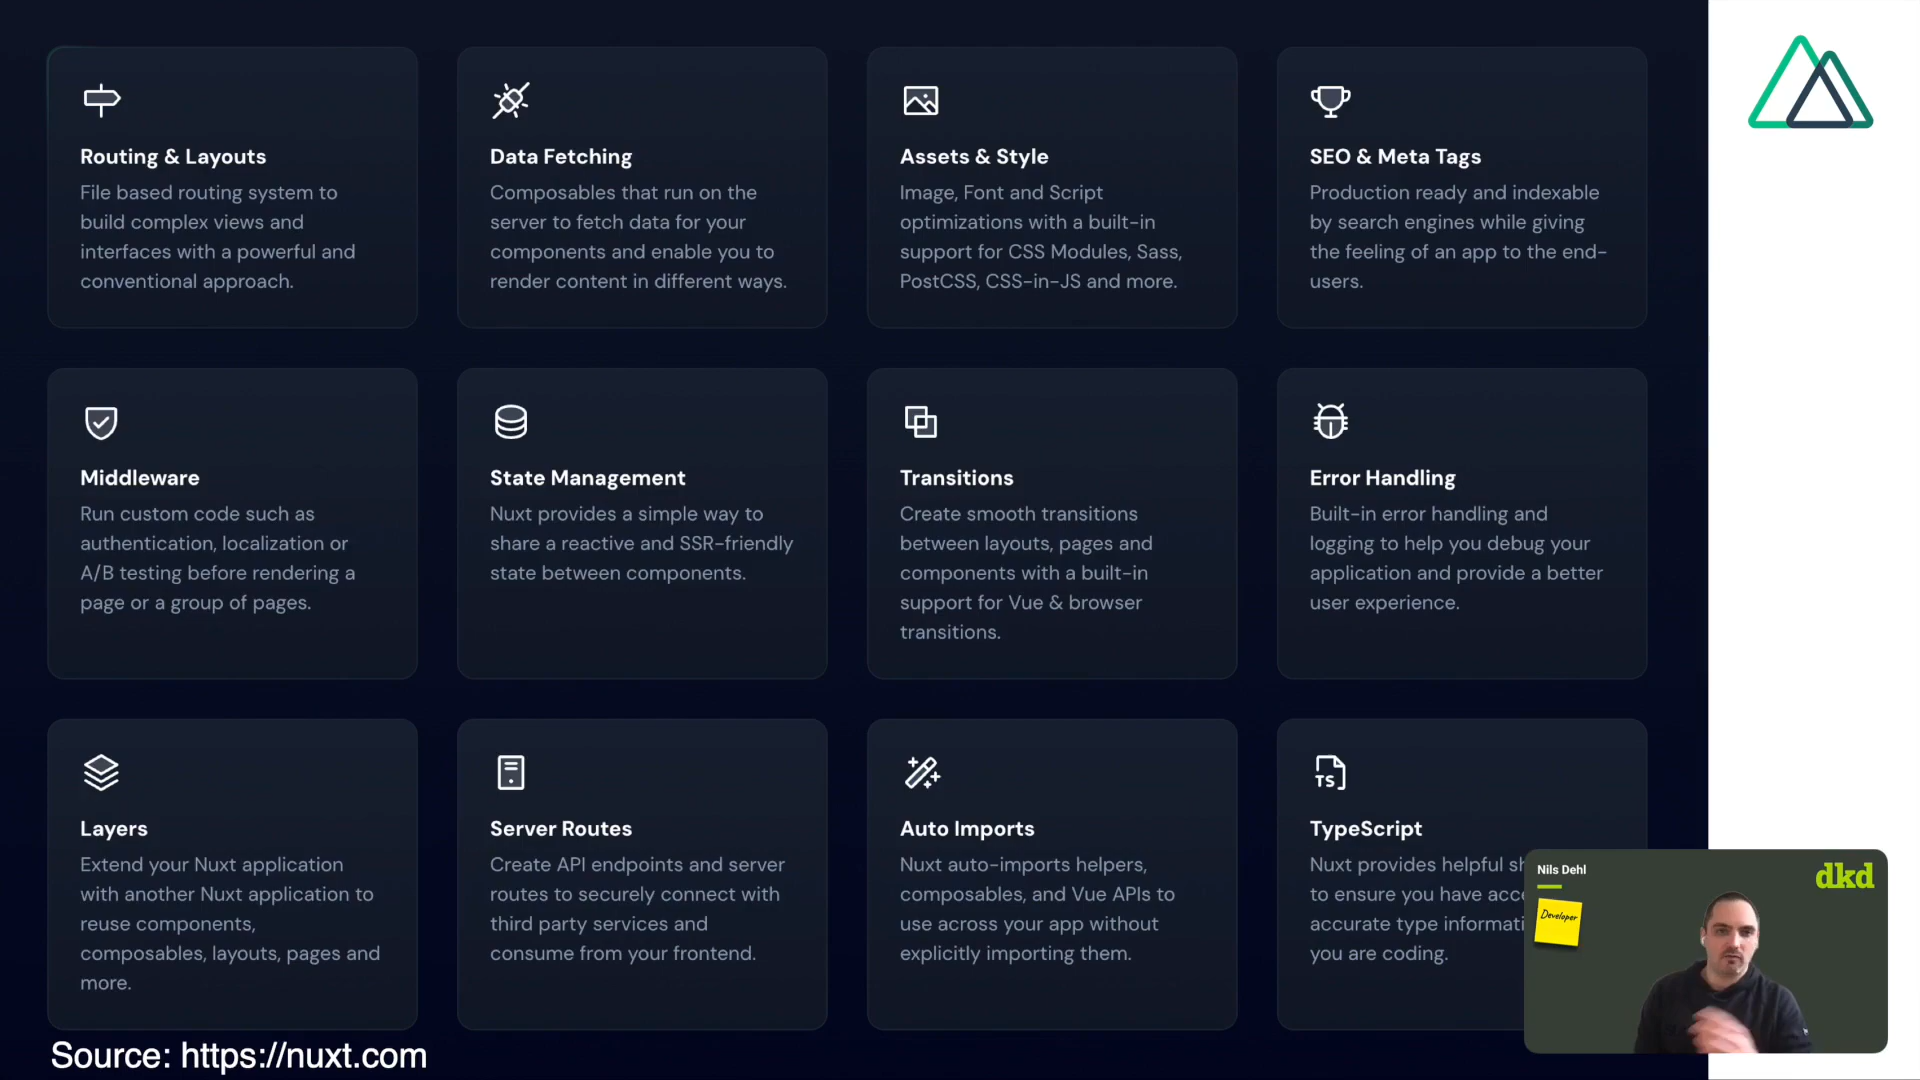 Routing & Layouts
File based routing system to
build complex views and
interfaces with a powerful and
conventional approach.
Data Fetching
Composables that run on the
server to fetch data for your
components and enable you to
render content in different ways.
Assets & Style
Image, Font and Script
optimizations with a built-in
support for CSS Modules, Sass,
PostCSS, CSS-in-JS and more.
SEO & Meta Tags
Production ready and indexable
by search engines while giving
the feeling of an app to the end-
users.
Middleware
Run custom code such as
authentication, localization or
A/B testing before rendering a
page or a group of pages.
State Management
Nuxt provides a simple way to
share a reactive and SSR-friendly
state between components.
Transitions
Create smooth transitions
between layouts, pages and
components with a built-in
support for Vue & browser
transitions.
Error Handling
Built-in error handling and
logging to help you debug your
application and provide a better
user experience.
Layers
Extend your Nuxt application
with another Nuxt application to
reuse components,
composables, layouts, pages and
more.
Server Routes
Create API endpoints and server
routes to securely connect with
third party services and
consume from your frontend.
Auto Imports
Nuxt auto-imports helpers,
composables, and Vue APIs to
use across your app without
explicitly importing them.
TS
TypeScript
Nuxt provides helpful
to ensure you have
accurate type
you are coding.
Nils Dehl
dkd
Developer
Source: https://nuxt.com